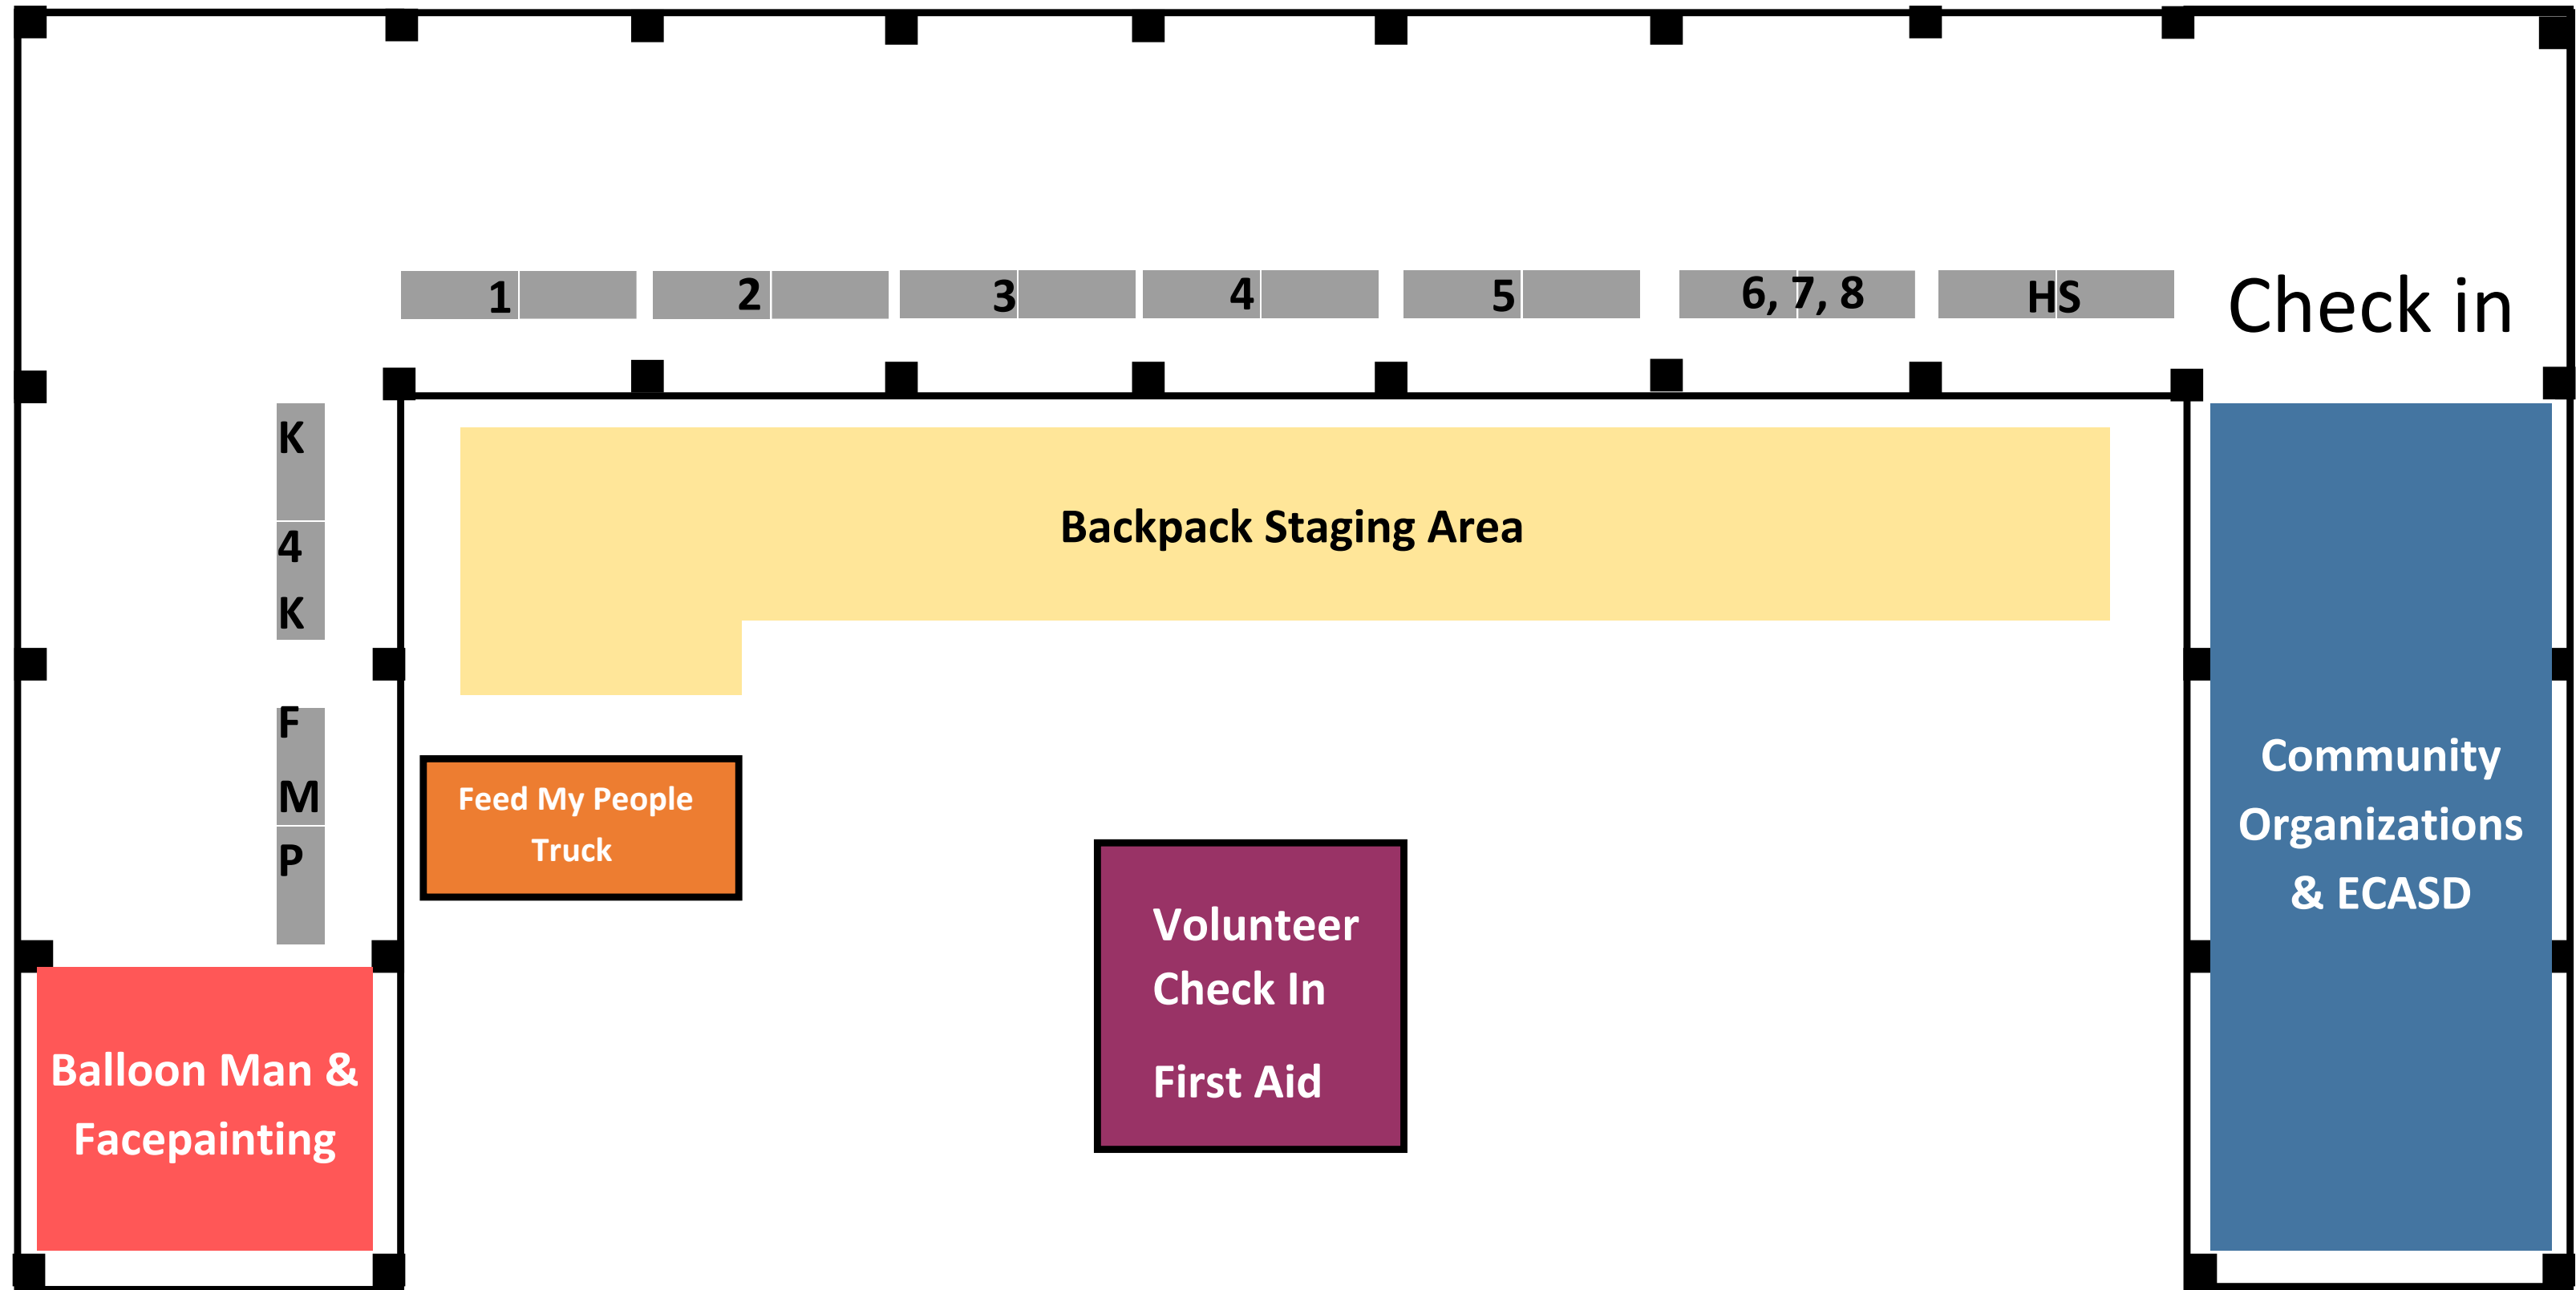 1
2
3
4
5
6, 7, 8
HS
Check in
K
4
K
F
M
P
Backpack Staging Area
Feed My People
Truck
Volunteer
Check In
First Aid
Community
Organizations
& ECASD
Balloon Man &
Facepainting